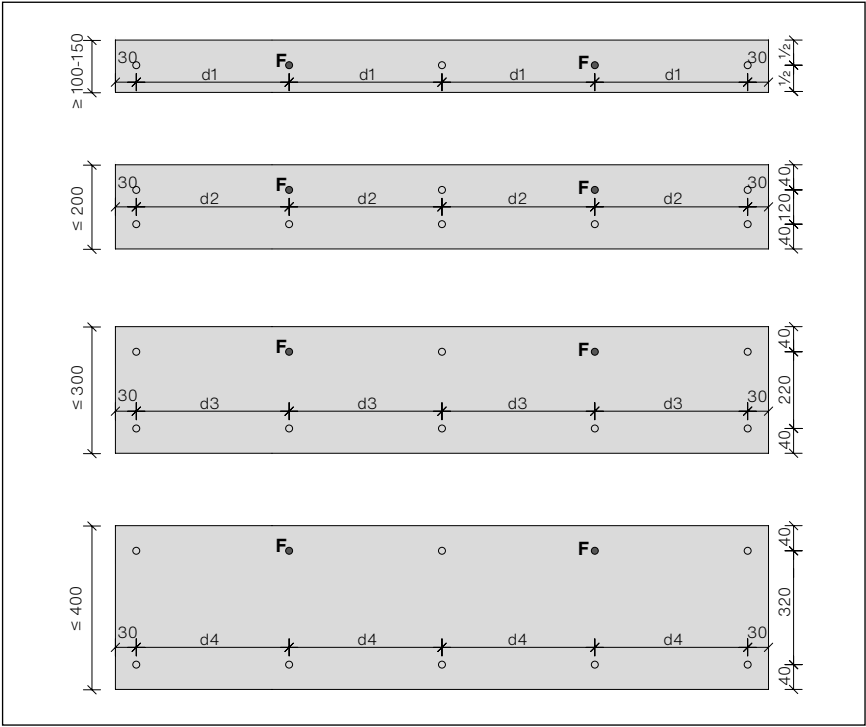 ≥ 100-150
30 F F 30
d1 d1 d1 d1
½ ½
≤ 200
30 F F 30
d2 d2 d2 d2
40 120 40
≤ 300
F F
30 d3 d3 d3 d3 30
40 220 40
≤ 400
F F
30 d4 d4 d4 d4 30
40 320 40